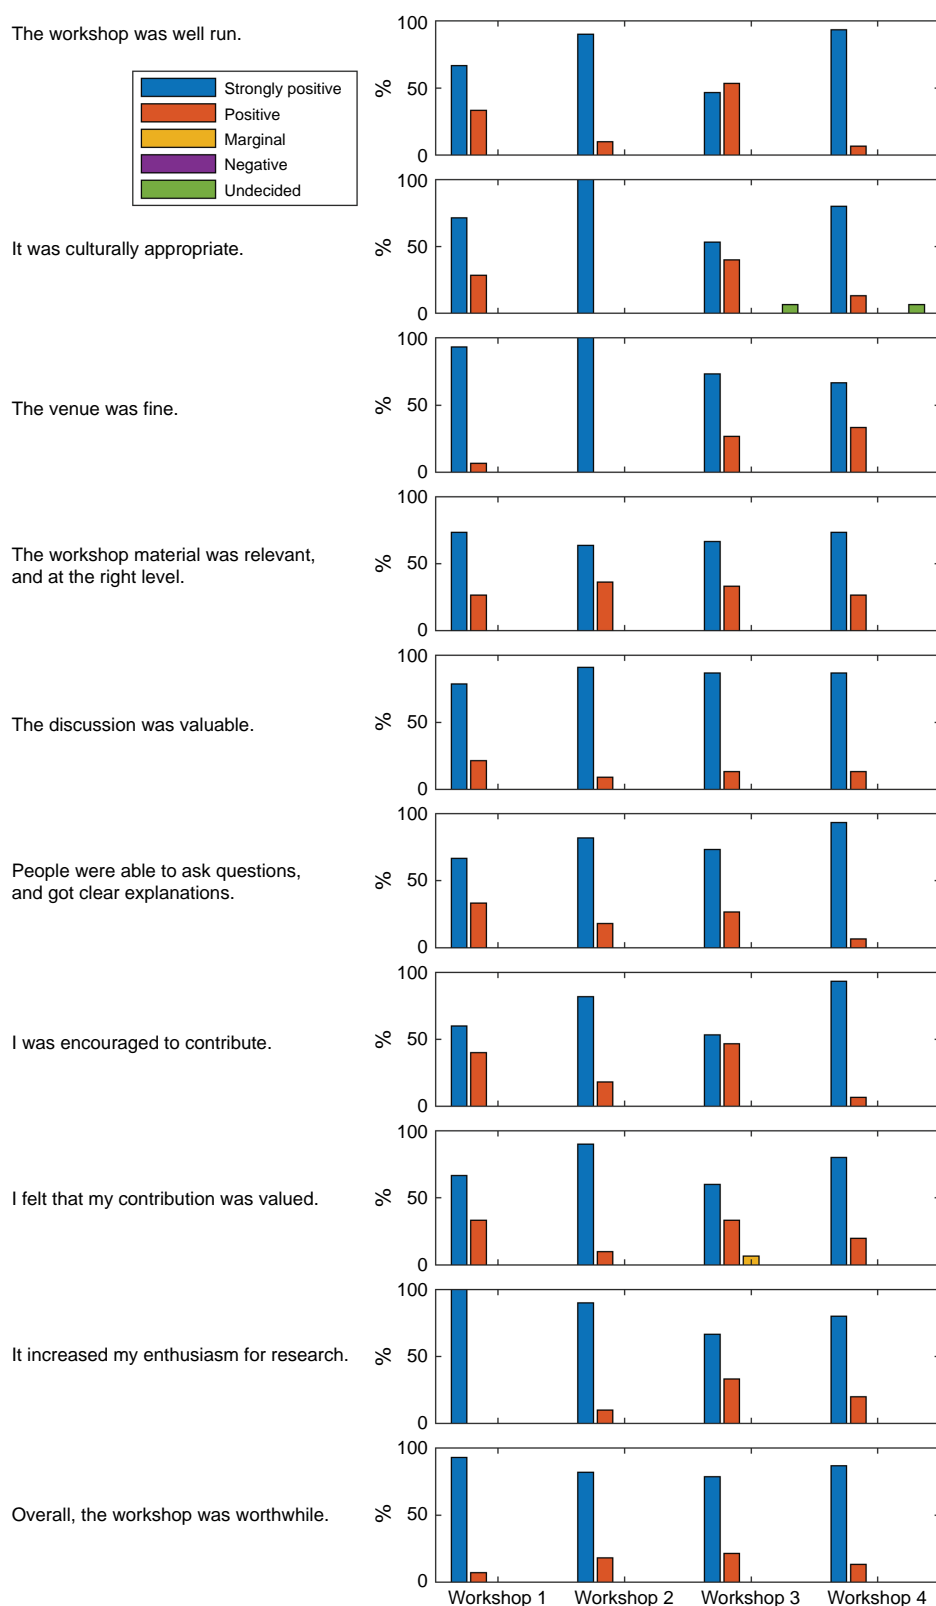 The workshop was well run.
Strongly positive
Positive
Marginal
Negative
Undecided
100
50
0
%
It was culturally appropriate.
100
50
0
%
The venue was fine.
100
50
0
%
The workshop material was relevant,
and at the right level.
100
50
0
%
The discussion was valuable.
100
50
0
%
People were able to ask questions,
and got clear explanations.
100
50
0
%
I was encouraged to contribute.
100
50
0
%
I felt that my contribution was valued.
100
50
0
%
It increased my enthusiasm for research.
100
50
0
%
Overall, the workshop was worthwhile.
100
50
0
%
Workshop 1 Workshop 2 Workshop 3 Workshop 4